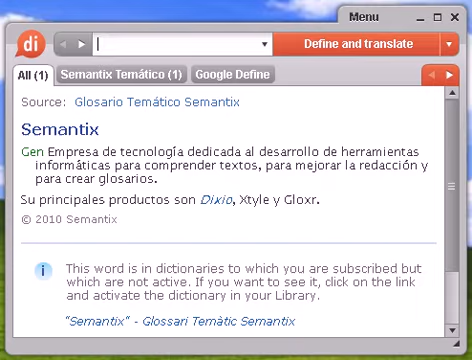 Menu
di
Define and translate
All (1)
Semantix Temático (1)
Google Define
Source: Glosario Temático Semantix
Semantix
Gen Empresa de tecnología dedicada al desarrollo de herramientas
informáticas para comprender textos, para mejorar la redacción y
para crear glosarios.
Su principales producten son Dixio, Xtyle y Gloxr.
© 2010 Semantix
This word is in dictionaries to which you are subscribed but
which are not active. If you want to see it, click on the link
and activate the dictionary in your Library.
"Semantix" - Glossari Temàtic Semantix